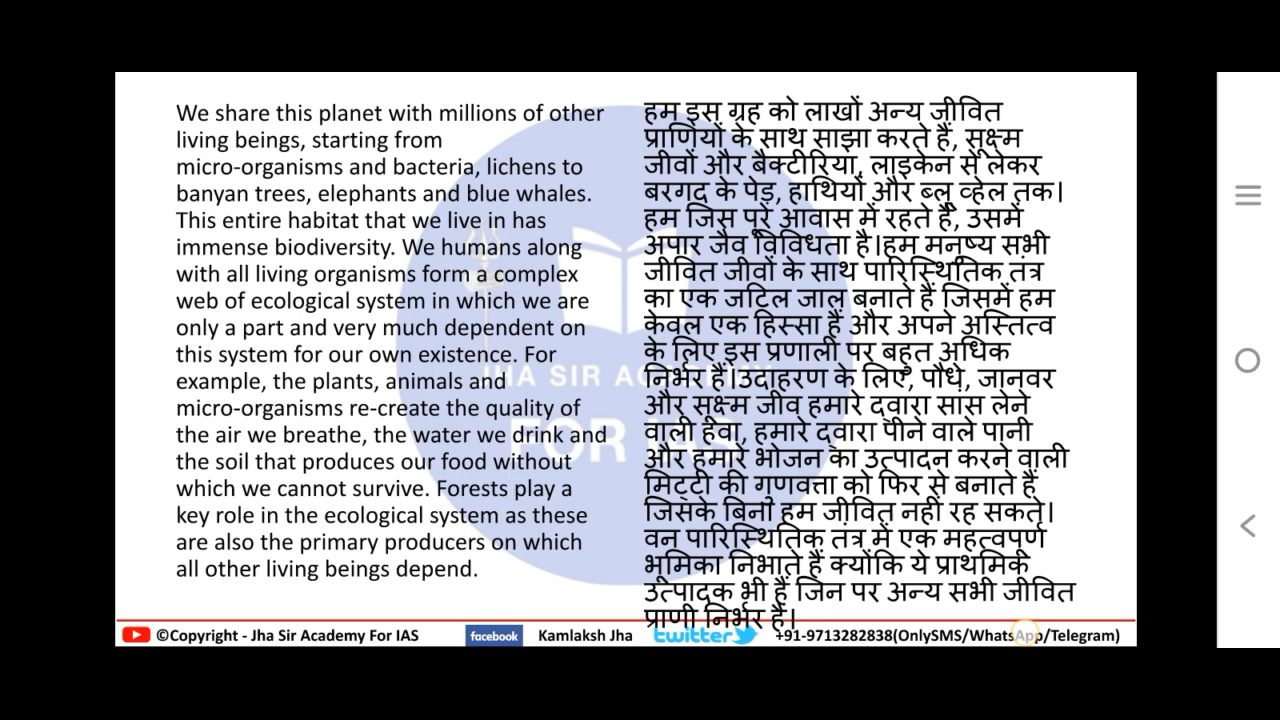 We share this planet with millions of other
living beings, starting from
micro-organisms and bacteria, lichens to
banyan trees, elephants and blue whales.
This entire habitat that we live in has
immense biodiversity. We humans along
with all living organisms form a complex
web of ecological system in which we are
only a part and very much dependent on
this system for our own existence. For
example, the plants, animals and
micro-organisms re-create the quality of
the air we breathe, the water we drink and
the soil that produces our food without
which we cannot survive. Forests play a
key role in the ecological system as these
are also the primary producers on which
all other living beings depend.
हम इस ग्रह को लाखों अन्य जीवित
प्राणियों के साथ साझा करते हैं, सूक्ष्म
जीवों और बैक्टीरिया, लाइकेन से लेकर
बरगद के पेड़, हाथियों और ब्लू व्हेल तक।
हम जिस पूरे आवास में रहते हैं, उसमें
अपार जैव विविधता है।हम मनुष्य सभी
जीवित जीवों के साथ पारिस्थितिक तंत्र
का एक जटिल जाल बनाते हैं जिसमें हम
केवल एक हिस्सा हैं और अपने अस्तित्व
के लिए इस प्रणाली पर बहुत अधिक
निर्भर हैं।उदाहरण के लिए, पौधे, जानवर
और सूक्ष्म जीव हमारे द्वारा सांस लेने
वाली हवा, हमारे द्वारा पीने वाले पानी
और हमारे भोजन का उत्पादन करने वाली
मिट्टी की गुणवत्ता को फिर से बनाते हैं
जिसके बिना हम जीवित नहीं रह सकते।
वन पारिस्थितिक तंत्र में एक महत्वपूर्ण
भूमिका निभाते हैं क्योंकि ये प्राथमिक
उत्पादक भी हैं जिन पर अन्य सभी जीवित
प्राणी निर्भर हैं।
JHA SIR ACADEMY
FOR IAS
©Copyright - Jha Sir Academy For IAS facebook Kamlaksh Jha twitter +91-9713282838(OnlySMS/WhatsApp/Telegram)